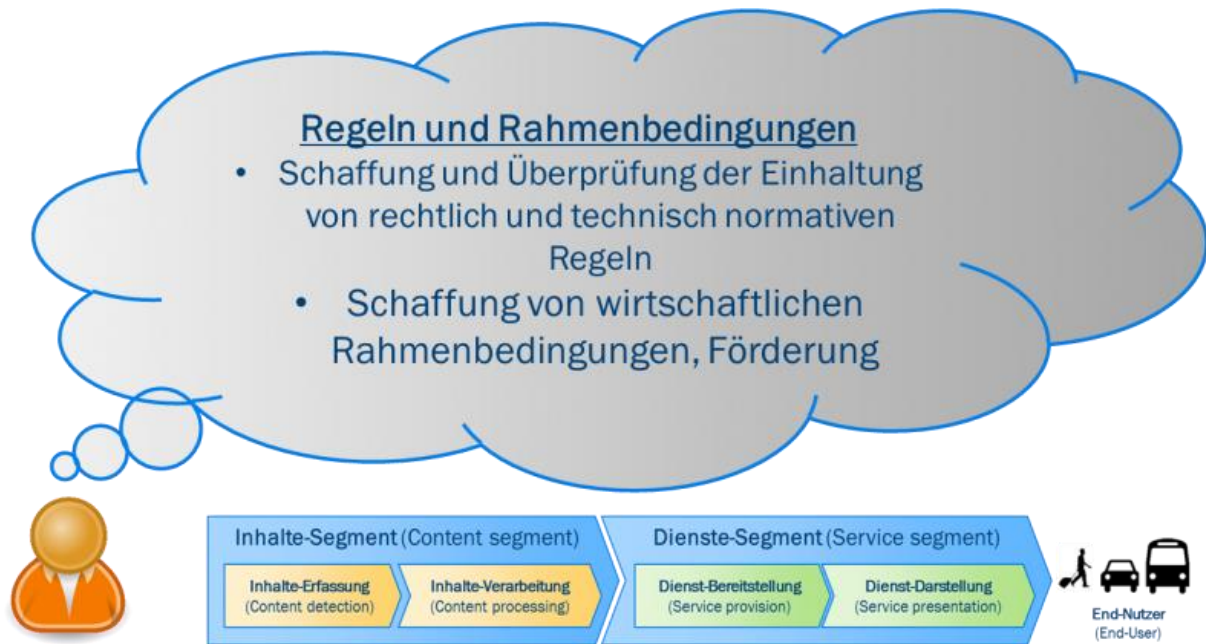 Regeln und Rahmenbedingungen
• Schaffung und Überprüfung der Einhaltung
von rechtlich und technisch normativen
Regeln
• Schaffung von wirtschaftlichen
Rahmenbedingungen, Förderung
Inhalte-Segment (Content segment)
Inhalte-Erfassung
(Content detection)
Inhalte-Verarbeitung
(Content processing)
Dienste-Segment (Service segment)
Dienst-Bereitstellung
(Service provision)
Dienst-Darstellung
(Service presentation)
End-Nutzer
(End-User)